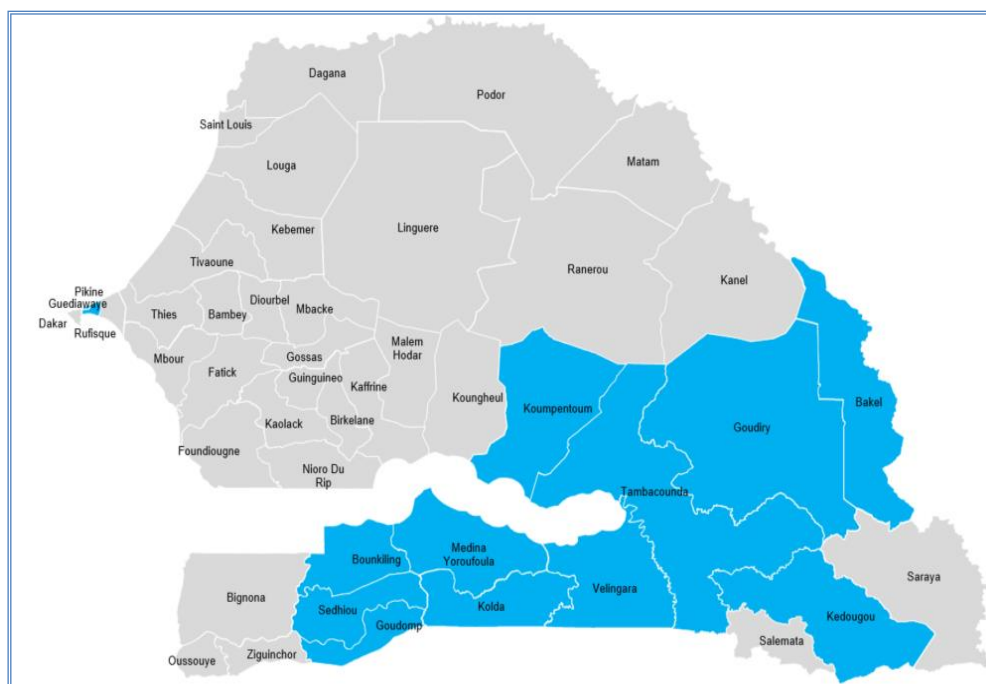 Dagana
Podor
Saint Louis
Matam
Louga
Kebemer
Linguere
Tivaoune
Ranerou
Kanel
Pikine
Guediawaye
Diourbel
Mbacke
Thies
Bambey
Dakar
Rufisque
Malem
Hodar
Mbour
Gossas
Fatick
Guinguineo
Kaffrine
Koungheul
Koumpentoum
Bakel
Kaolack
Birkelane
Goudiry
Foundiougne
Nioro Du
Rip
Tambacounda
Bounkiling
Medina
Yoroufoula
Saraya
Bignona
Velingara
Sedhiou
Kolda
Kedougou
Goudomp
Salemata
Oussouye
Ziguinchor